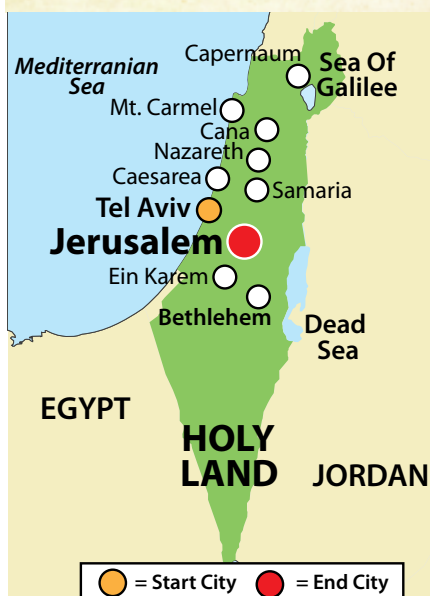 Capernaum
Mediterranian
Sea
Sea Of
Galilee
Mt. Carmel
Cana
Nazareth
Caesarea
Samaria
Tel Aviv
Jerusalem
Ein Karem
Bethlehem
Dead
Sea
EGYPT
HOLY
LAND
JORDAN
= Start City
= End City